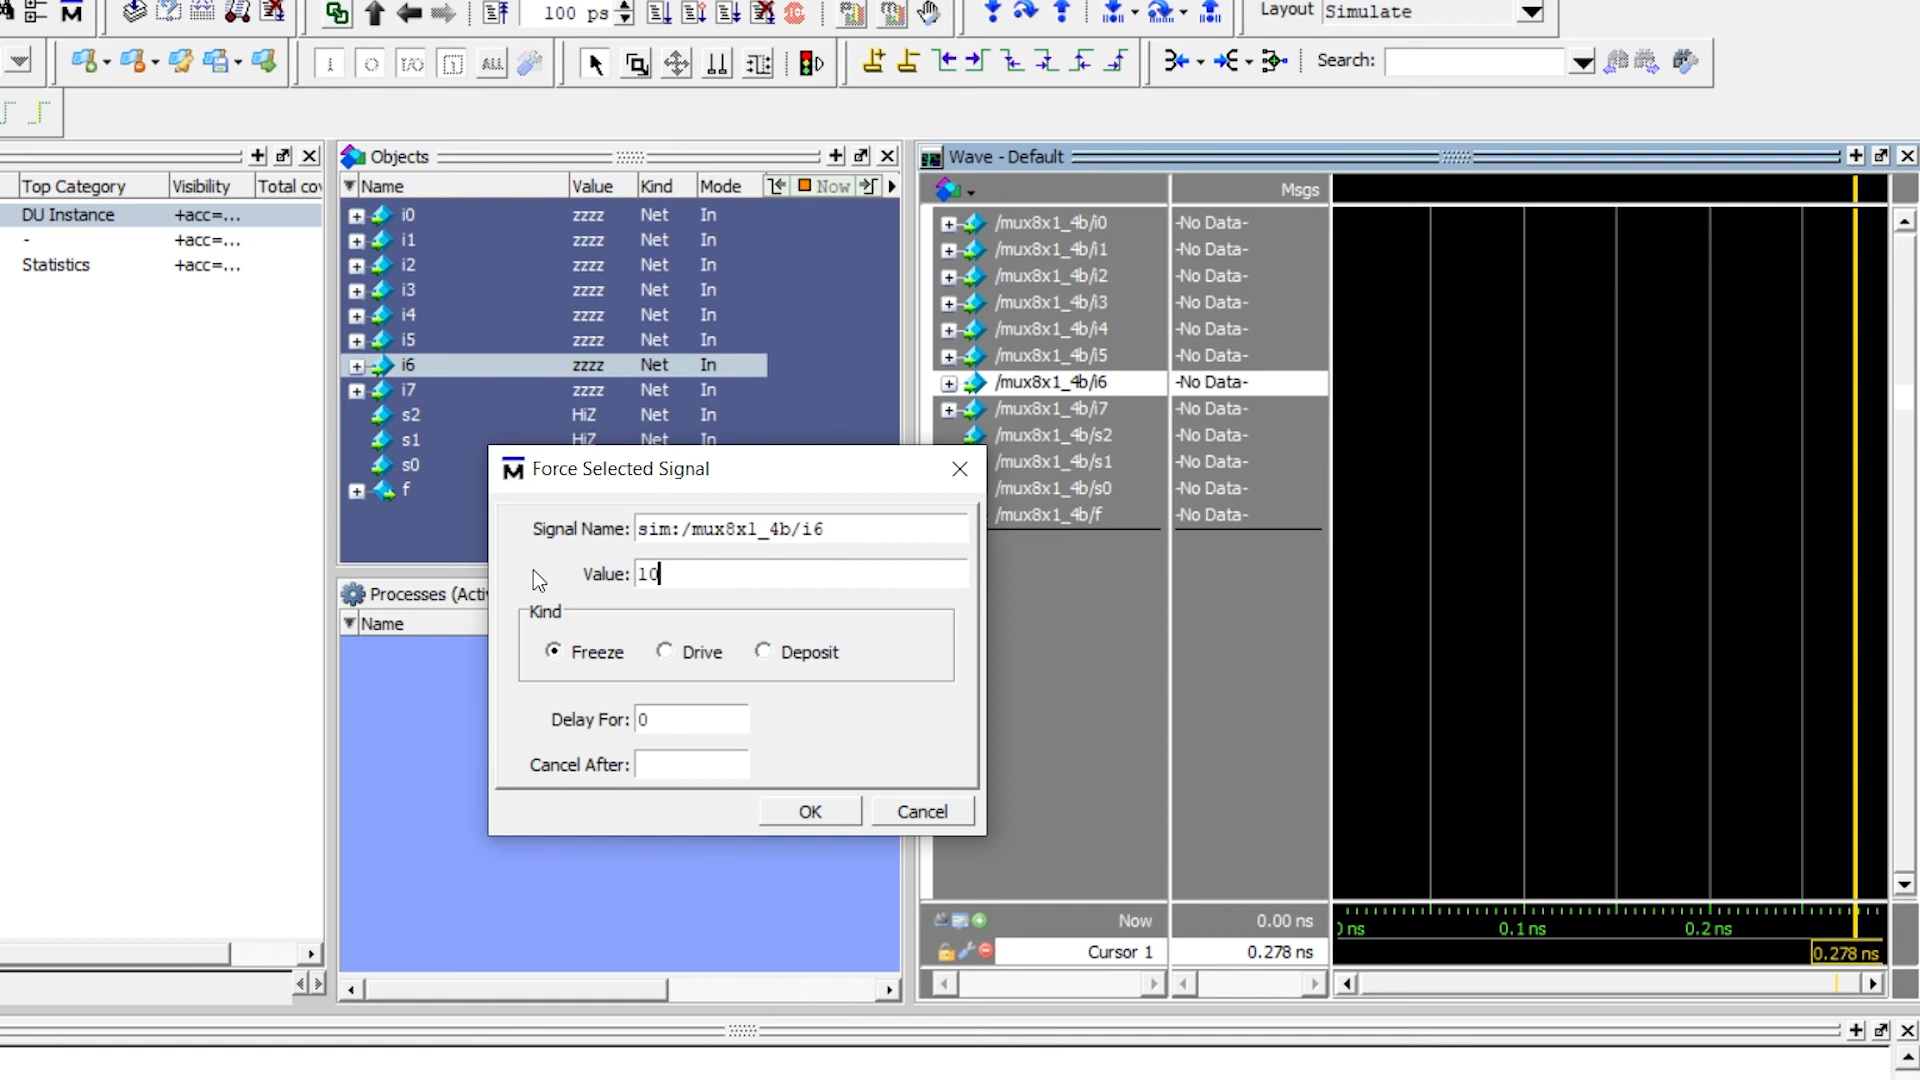 100 ps
Layout Simulate
I O I/O ALL
Search:
Top Category Visibility Total cov
DU Instance +acc=...
- +acc=...
Statistics +acc=...
Objects
Name Value Kind Mode Now
i0 zzzz Net In
i1 zzzz Net In
i2 zzzz Net In
i3 zzzz Net In
i4 zzzz Net In
i5 zzzz Net In
i6 zzzz Net In
i7 zzzz Net In
s2 HiZ Net In
s1 HiZ Net In
s0
f
Processes (Activ
Name
Force Selected Signal
Signal Name: sim:/mux8x1_4b/i6
Value: 10
Kind
Freeze Drive Deposit
Delay For: 0
Cancel After:
OK Cancel
Wave - Default
Msgs
/mux8x1_4b/i0 -No Data-
/mux8x1_4b/i1 -No Data-
/mux8x1_4b/i2 -No Data-
/mux8x1_4b/i3 -No Data-
/mux8x1_4b/i4 -No Data-
/mux8x1_4b/i5 -No Data-
/mux8x1_4b/i6 -No Data-
/mux8x1_4b/i7 -No Data-
/mux8x1_4b/s2 -No Data-
/mux8x1_4b/s1 -No Data-
/mux8x1_4b/s0 -No Data-
/mux8x1_4b/f -No Data-
Now 0.00 ns
ns 0.1 ns 0.2 ns
Cursor 1 0.278 ns
0.278 ns